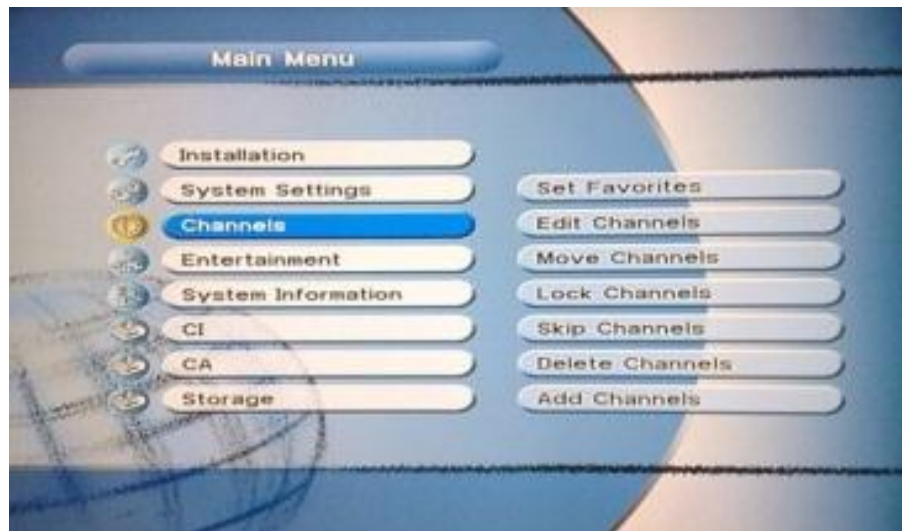 Main Menu
Installation
System Settings
Channels
Entertainment
System Information
CI
CA
Storage
Set Favorites
Edit Channels
Move Channels
Lock Channels
Skip Channels
Delete Channels
Add Channels